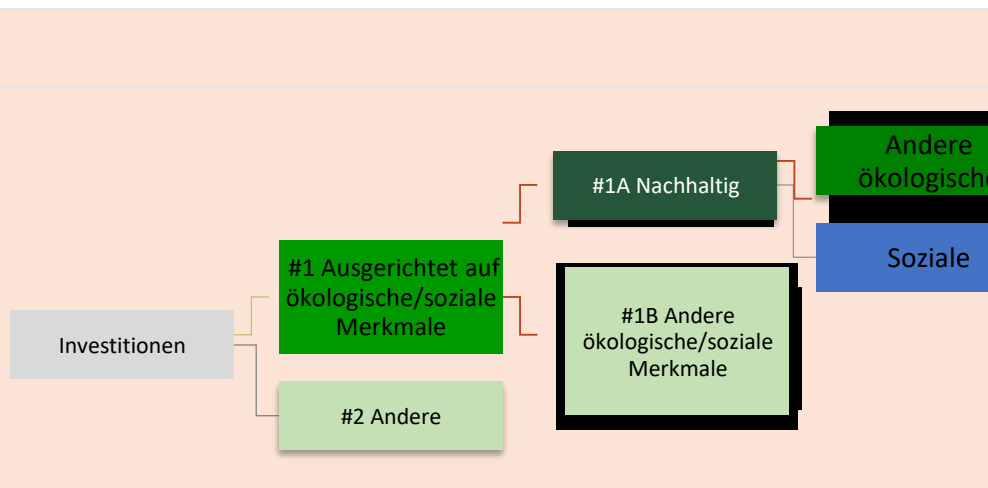 Andere
ökologische
#1A Nachhaltig
Soziale
#1 Ausgerichtet auf
ökologische/soziale
Merkmale
#1B Andere
ökologische/soziale
Merkmale
Investitionen
#2 Andere